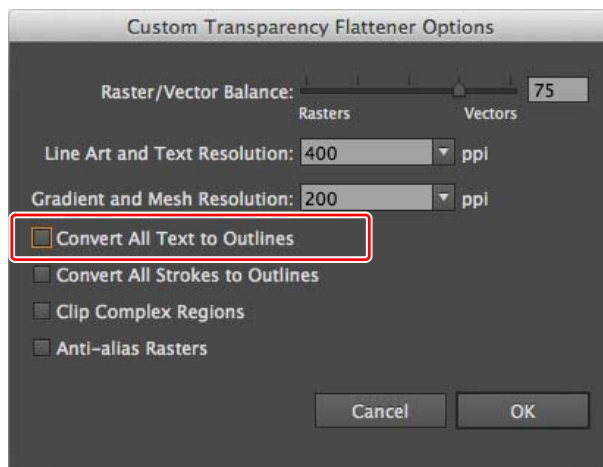 Custom Transparency Flattener Options
Raster/Vector Balance: 75
Rasters Vectors
Line Art and Text Resolution: 400 ppi
Gradient and Mesh Resolution: 200 ppi
Convert All Text to Outlines
Convert All Strokes to Outlines
Clip Complex Regions
Anti-alias Rasters
Cancel OK